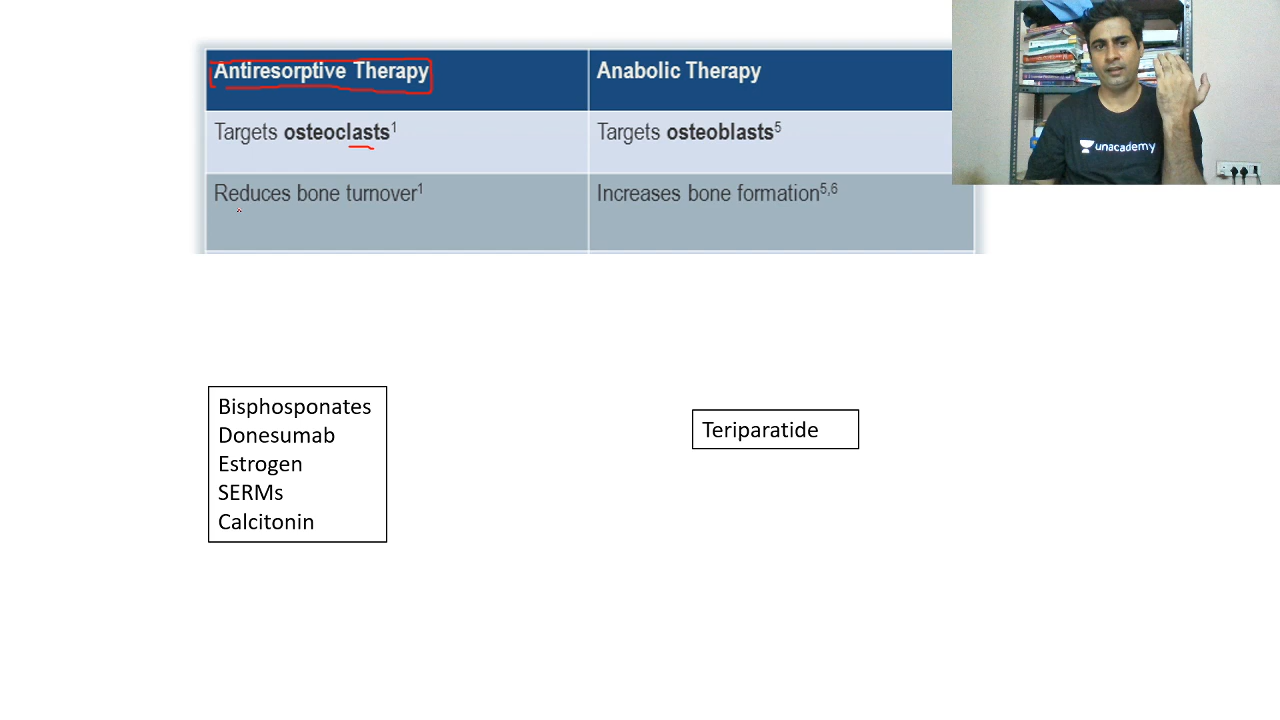 Antiresorptive Therapy Anabolic Therapy
Targets osteoclasts1 Targets osteoblasts5
Reduces bone turnover1 Increases bone formation5,6
unacademy
Bisphosponates
Donesumab
Estrogen
SERMs
Calcitonin
Teriparatide